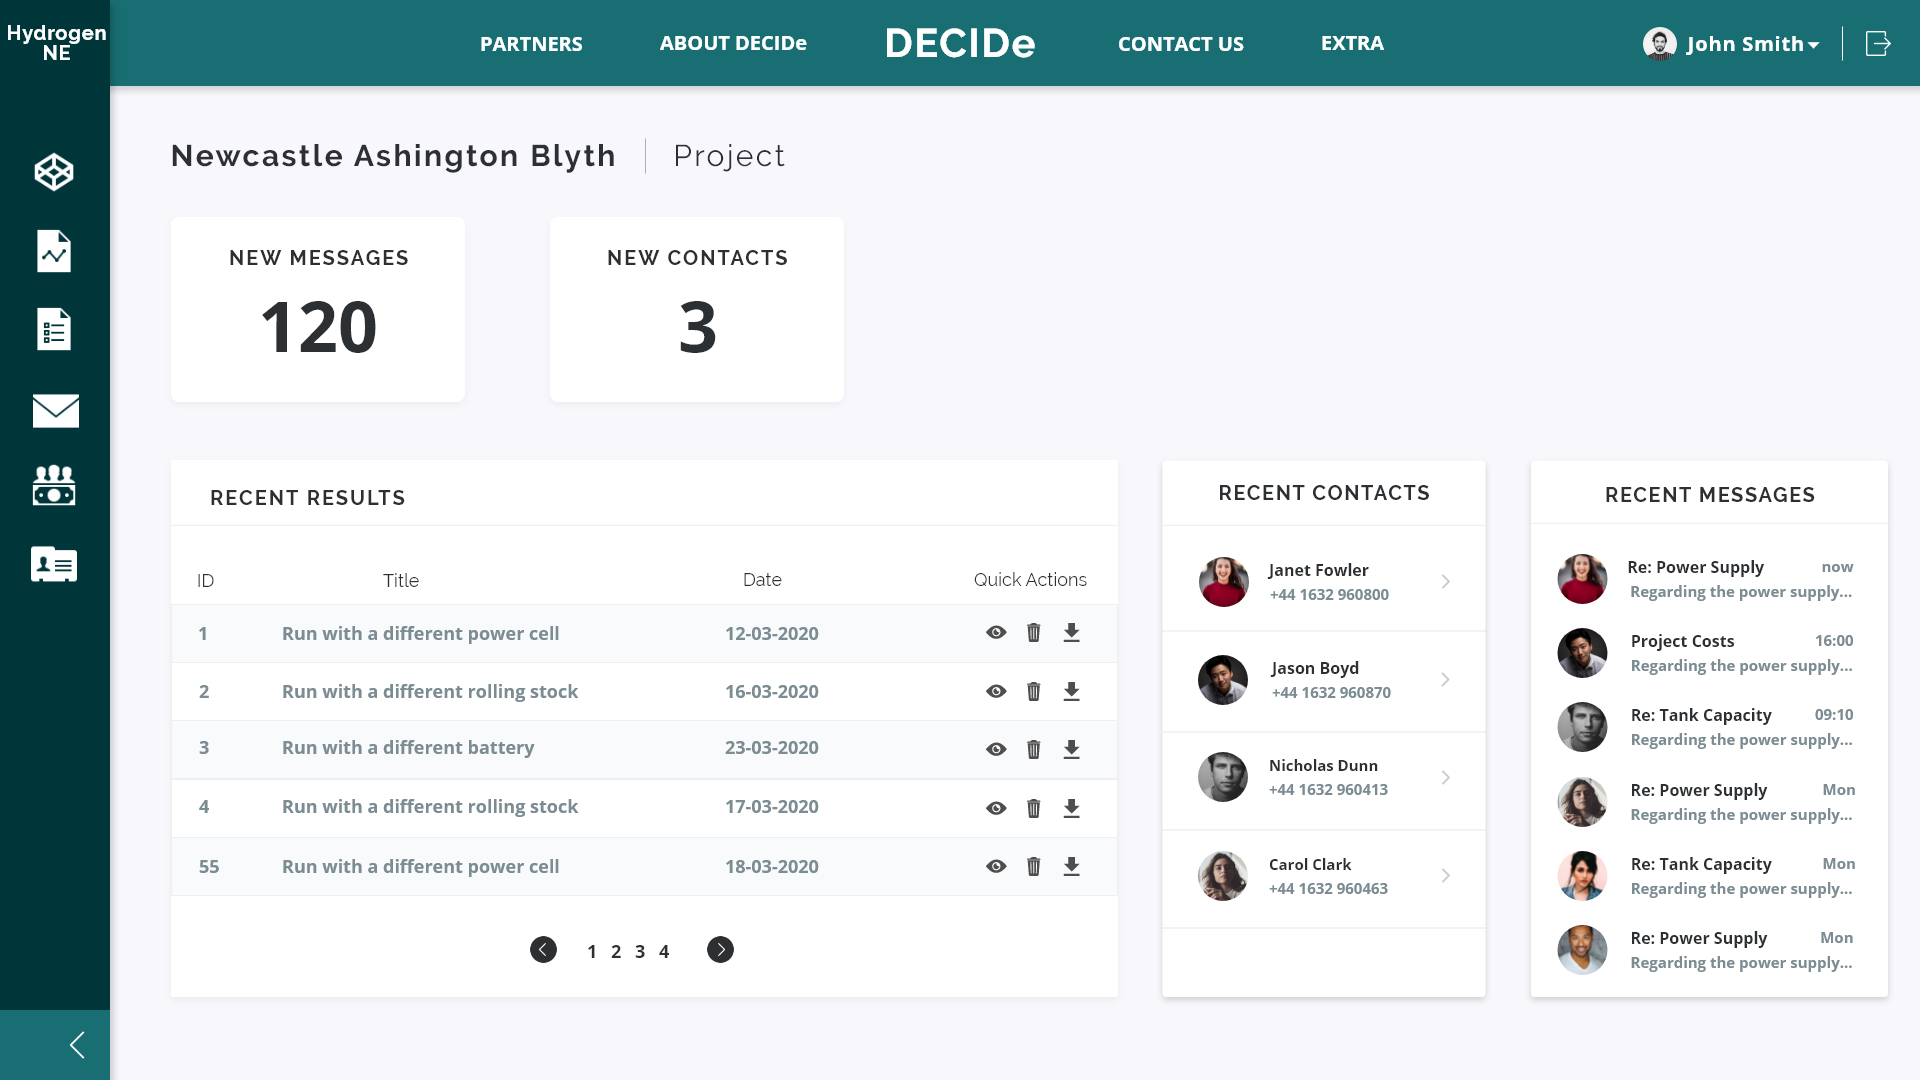 Hydrogen
NE
PARTNERS
ABOUT DECIDe
DECIDe
CONTACT US
EXTRA
John Smith
Newcastle Ashington Blyth
Project
NEW MESSAGES
120
NEW CONTACTS
3
RECENT RESULTS
ID Title Date Quick Actions
1 Run with a different power cell 12-03-2020
2 Run with a different rolling stock 16-03-2020
3 Run with a different battery 23-03-2020
4 Run with a different rolling stock 17-03-2020
55 Run with a different power cell 18-03-2020
1 2 3 4
RECENT CONTACTS
Janet Fowler
+44 1632 960800
Jason Boyd
+44 1632 960870
Nicholas Dunn
+44 1632 960413
Carol Clark
+44 1632 960463
RECENT MESSAGES
Re: Power Supply now
Regarding the power supply...
Project Costs 16:00
Regarding the power supply...
Re: Tank Capacity 09:10
Regarding the power supply...
Re: Power Supply Mon
Regarding the power supply...
Re: Tank Capacity Mon
Regarding the power supply...
Re: Power Supply Mon
Regarding the power supply...